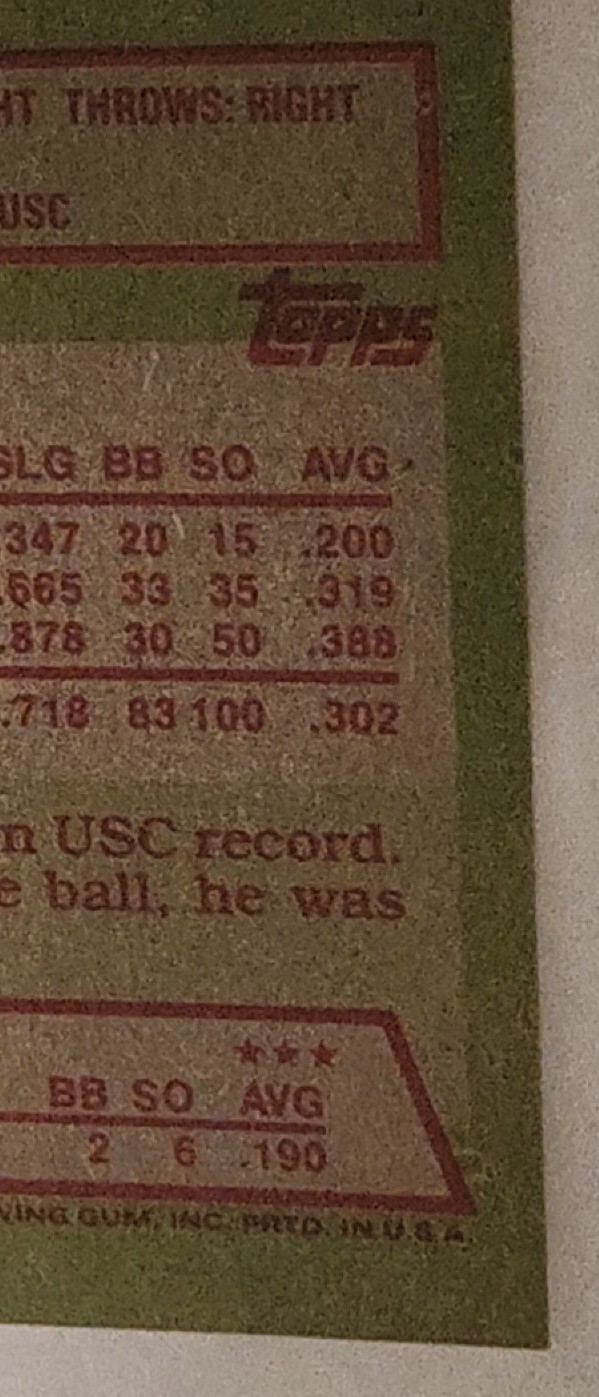 HT THROWS: RIGHT
USC
topps
SLG BB SO AVG
.347 20 15 .200
.665 33 35 .319
.878 30 50 .388
.718 83 100 .302
n USC record.
e ball, he was
★★★
BB SO AVG
2 6 .190
WING GUM, INC. PRTD. IN U.S.A.